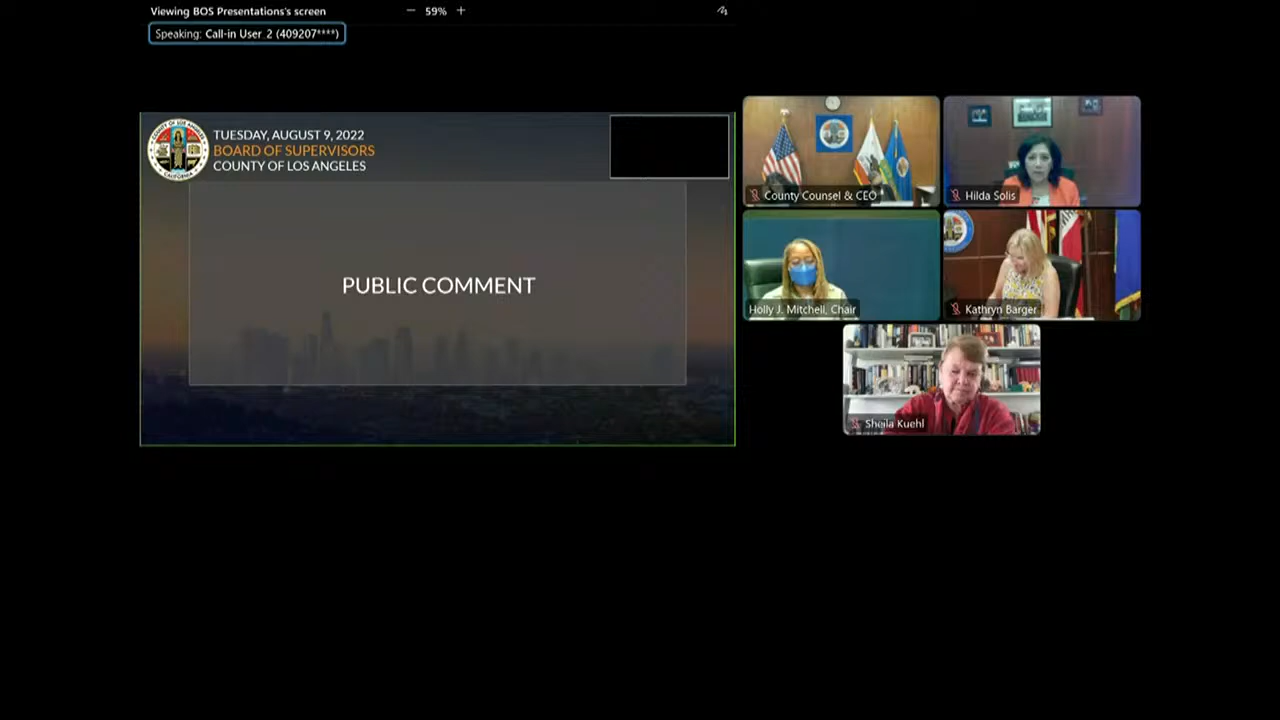 Viewing BOS Presentations's screen
59%
Speaking: Call-in User 2 (409207****)
TUESDAY, AUGUST 9, 2022
BOARD OF SUPERVISORS
COUNTY OF LOS ANGELES
PUBLIC COMMENT
County Counsel & CEO
Hilda Solis
Holly J. Mitchell, Chair
Kathryn Barger
Sheila Kuehl